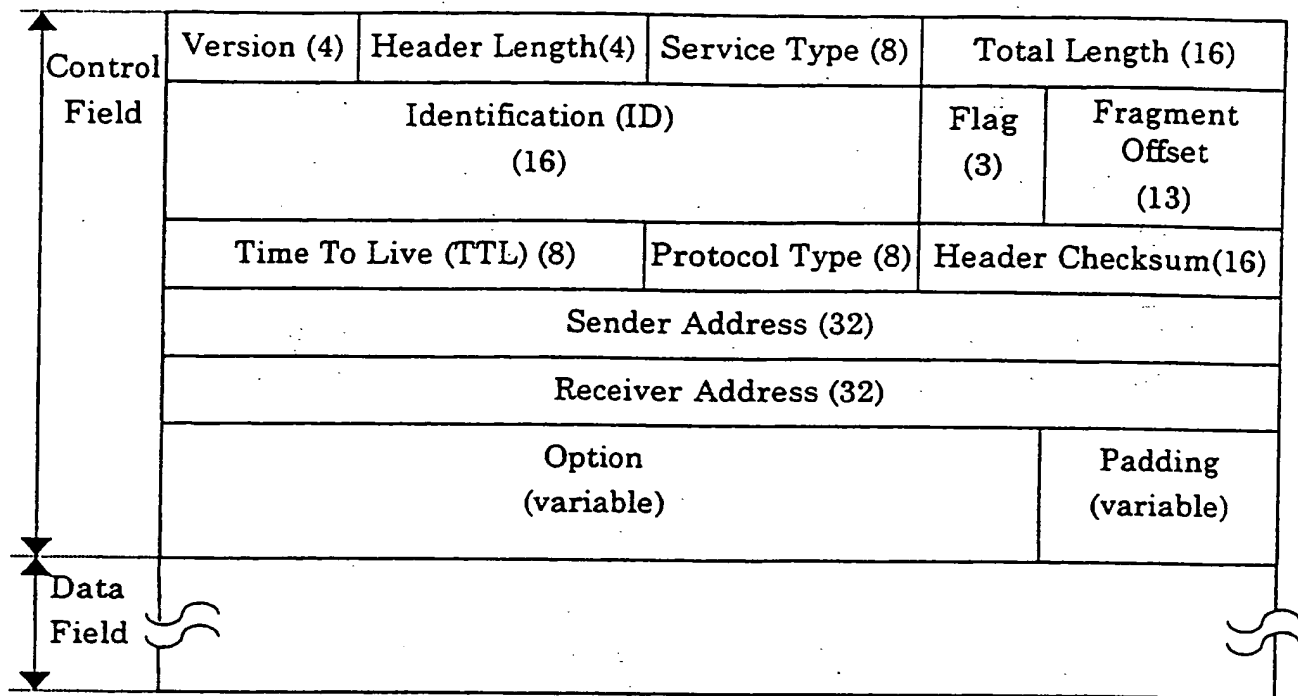 Control
Field
Version (4)
Header Length(4)
Service Type (8)
Total Length (16)
Identification (ID)
(16)
Flag
(3)
Fragment
Offset
(13)
Time To Live (TTL) (8)
Protocol Type (8)
Header Checksum(16)
Sender Address (32)
Receiver Address (32)
Option
(variable)
Padding
(variable)
Data
Field